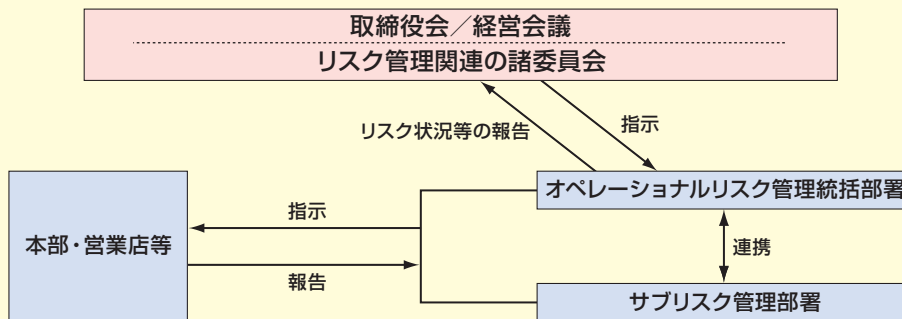 取締役会／経営会議
リスク管理関連の諸委員会
リスク状況等の報告
指示
オペレーショナルリスク管理統括部署
本部・営業店等
指示
報告
連携
サブリスク管理部署